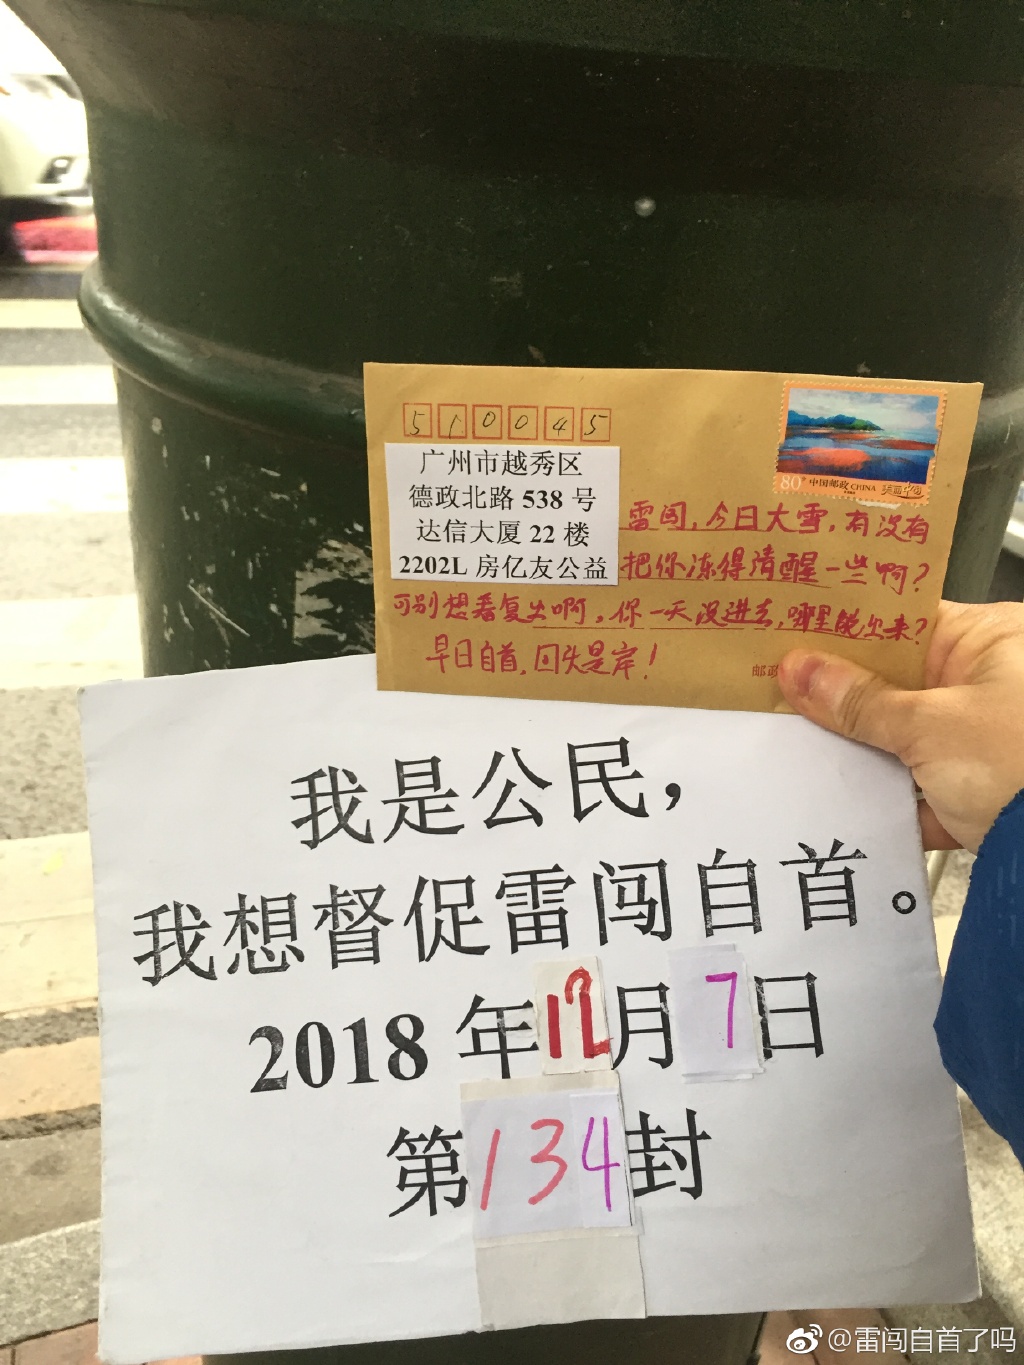 510045
广州市越秀区
德政北路 538 号
达信大厦 22 楼
2202L 房亿友公益
80分 中国邮政 CHINA
美丽中国
雷闯，今日大雪，有没有
把你冻得清醒一些啊？
可别想着复出啊，你一天没进去，哪里能出来？
早日自首，回头是岸！
邮政
我是公民，
我想督促雷闯自首。
2018 年12月7日
第134封
@雷闯自首了吗